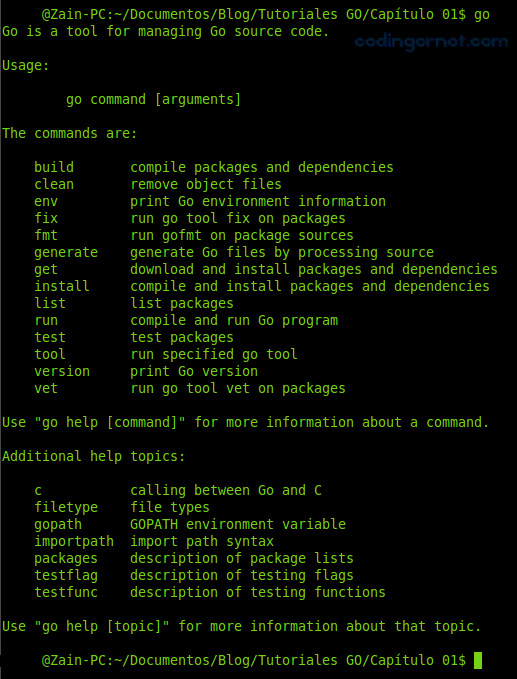 @Zain-PC:~/Documentos/Blog/Tutoriales GO/Capítulo 01$ go
Go is a tool for managing Go source code.
codingornot.com
Usage:
go command [arguments]
The commands are:
build compile packages and dependencies
clean remove object files
env print Go environment information
fix run go tool fix on packages
fmt run gofmt on package sources
generate generate Go files by processing source
get download and install packages and dependencies
install compile and install packages and dependencies
list list packages
run compile and run Go program
test test packages
tool run specified go tool
version print Go version
vet run go tool vet on packages
Use "go help [command]" for more information about a command.
Additional help topics:
c calling between Go and C
filetype file types
gopath GOPATH environment variable
importpath import path syntax
packages description of package lists
testflag description of testing flags
testfunc description of testing functions
Use "go help [topic]" for more information about that topic.
@Zain-PC:~/Documentos/Blog/Tutoriales GO/Capítulo 01$